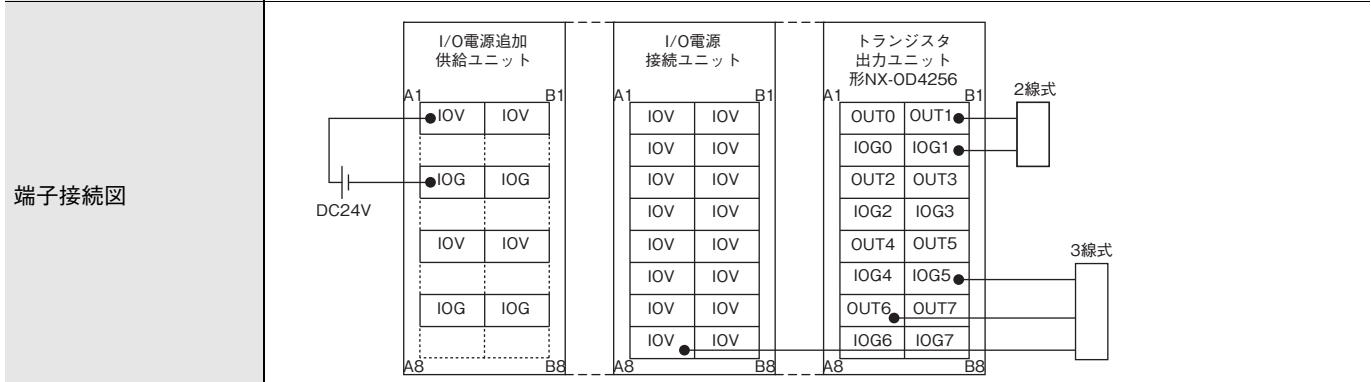 端子接続図
I/O電源追加
供給ユニット
A1 B1
IOV IOV
IOG IOG
IOV IOV
IOG IOG
A8 B8
DC24V
I/O電源
接続ユニット
A1 B1
IOV IOV
IOV IOV
IOV IOV
IOV IOV
IOV IOV
IOV IOV
IOV IOV
IOV IOV
A8 B8
トランジスタ
出力ユニット
形NX-OD4256
A1 B1
OUT0 OUT1
IOG0 IOG1
OUT2 OUT3
IOG2 IOG3
OUT4 OUT5
IOG4 IOG5
OUT6 OUT7
IOG6 IOG7
A8 B8
2線式
3線式